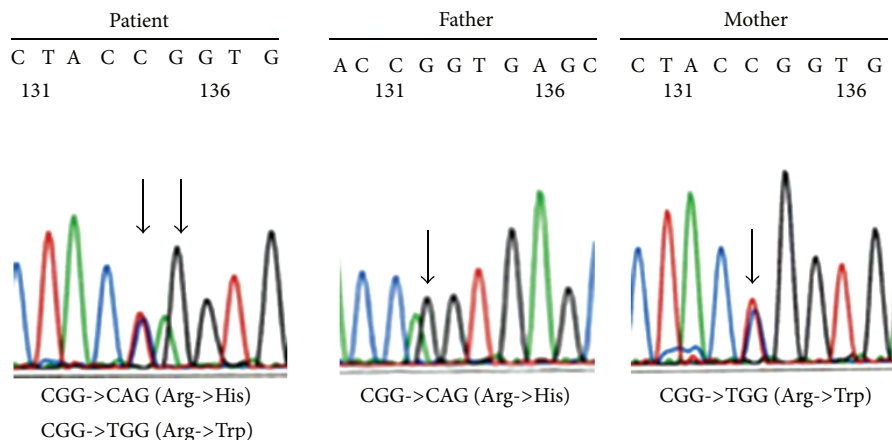 Patient
C T A C C G G T G
131 136
CGG->CAG (Arg->His)
CGG->TGG (Arg->Trp)
Father
A C C G G T G A G C
131 136
CGG->CAG (Arg->His)
Mother
C T A C C G G T G
131 136
CGG->TGG (Arg->Trp)